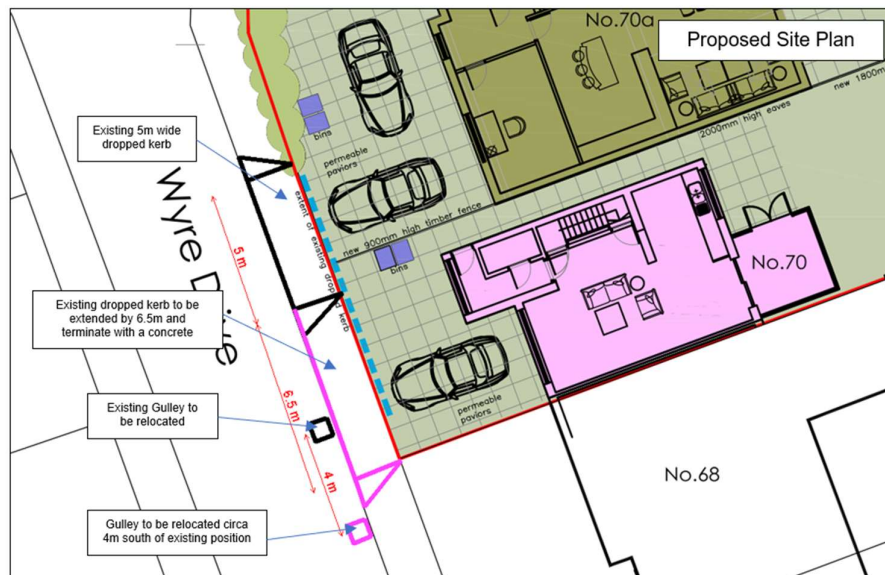 No.70a
Proposed Site Plan
new 1800m
2000mm high eaves
Existing 5m wide
dropped kerb
bins
permeable
paviors
Wyre Drive
extent of existing dropped kerb
new 900mm high timber fence
bins
5 m
No.70
Existing dropped kerb to be
extended by 6.5m and
terminate with a concrete
6.5 m
permeable
paviors
Existing Gulley to
be relocated
4 m
No.68
Gulley to be relocated circa
4m south of existing position